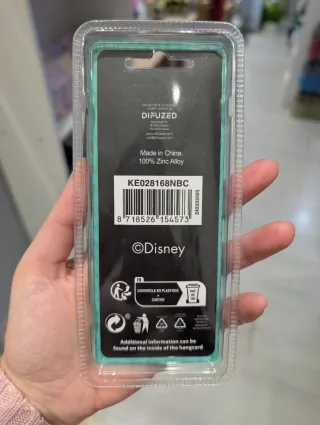 DIFUZED
Made in China
100% Zinc Alloy
KE028168NBC
8 718526 154573
©Disney
FR
COUVERCLE EN PLASTIQUE
+
CARTON
Additional information can be
found on the inside of the hangcard